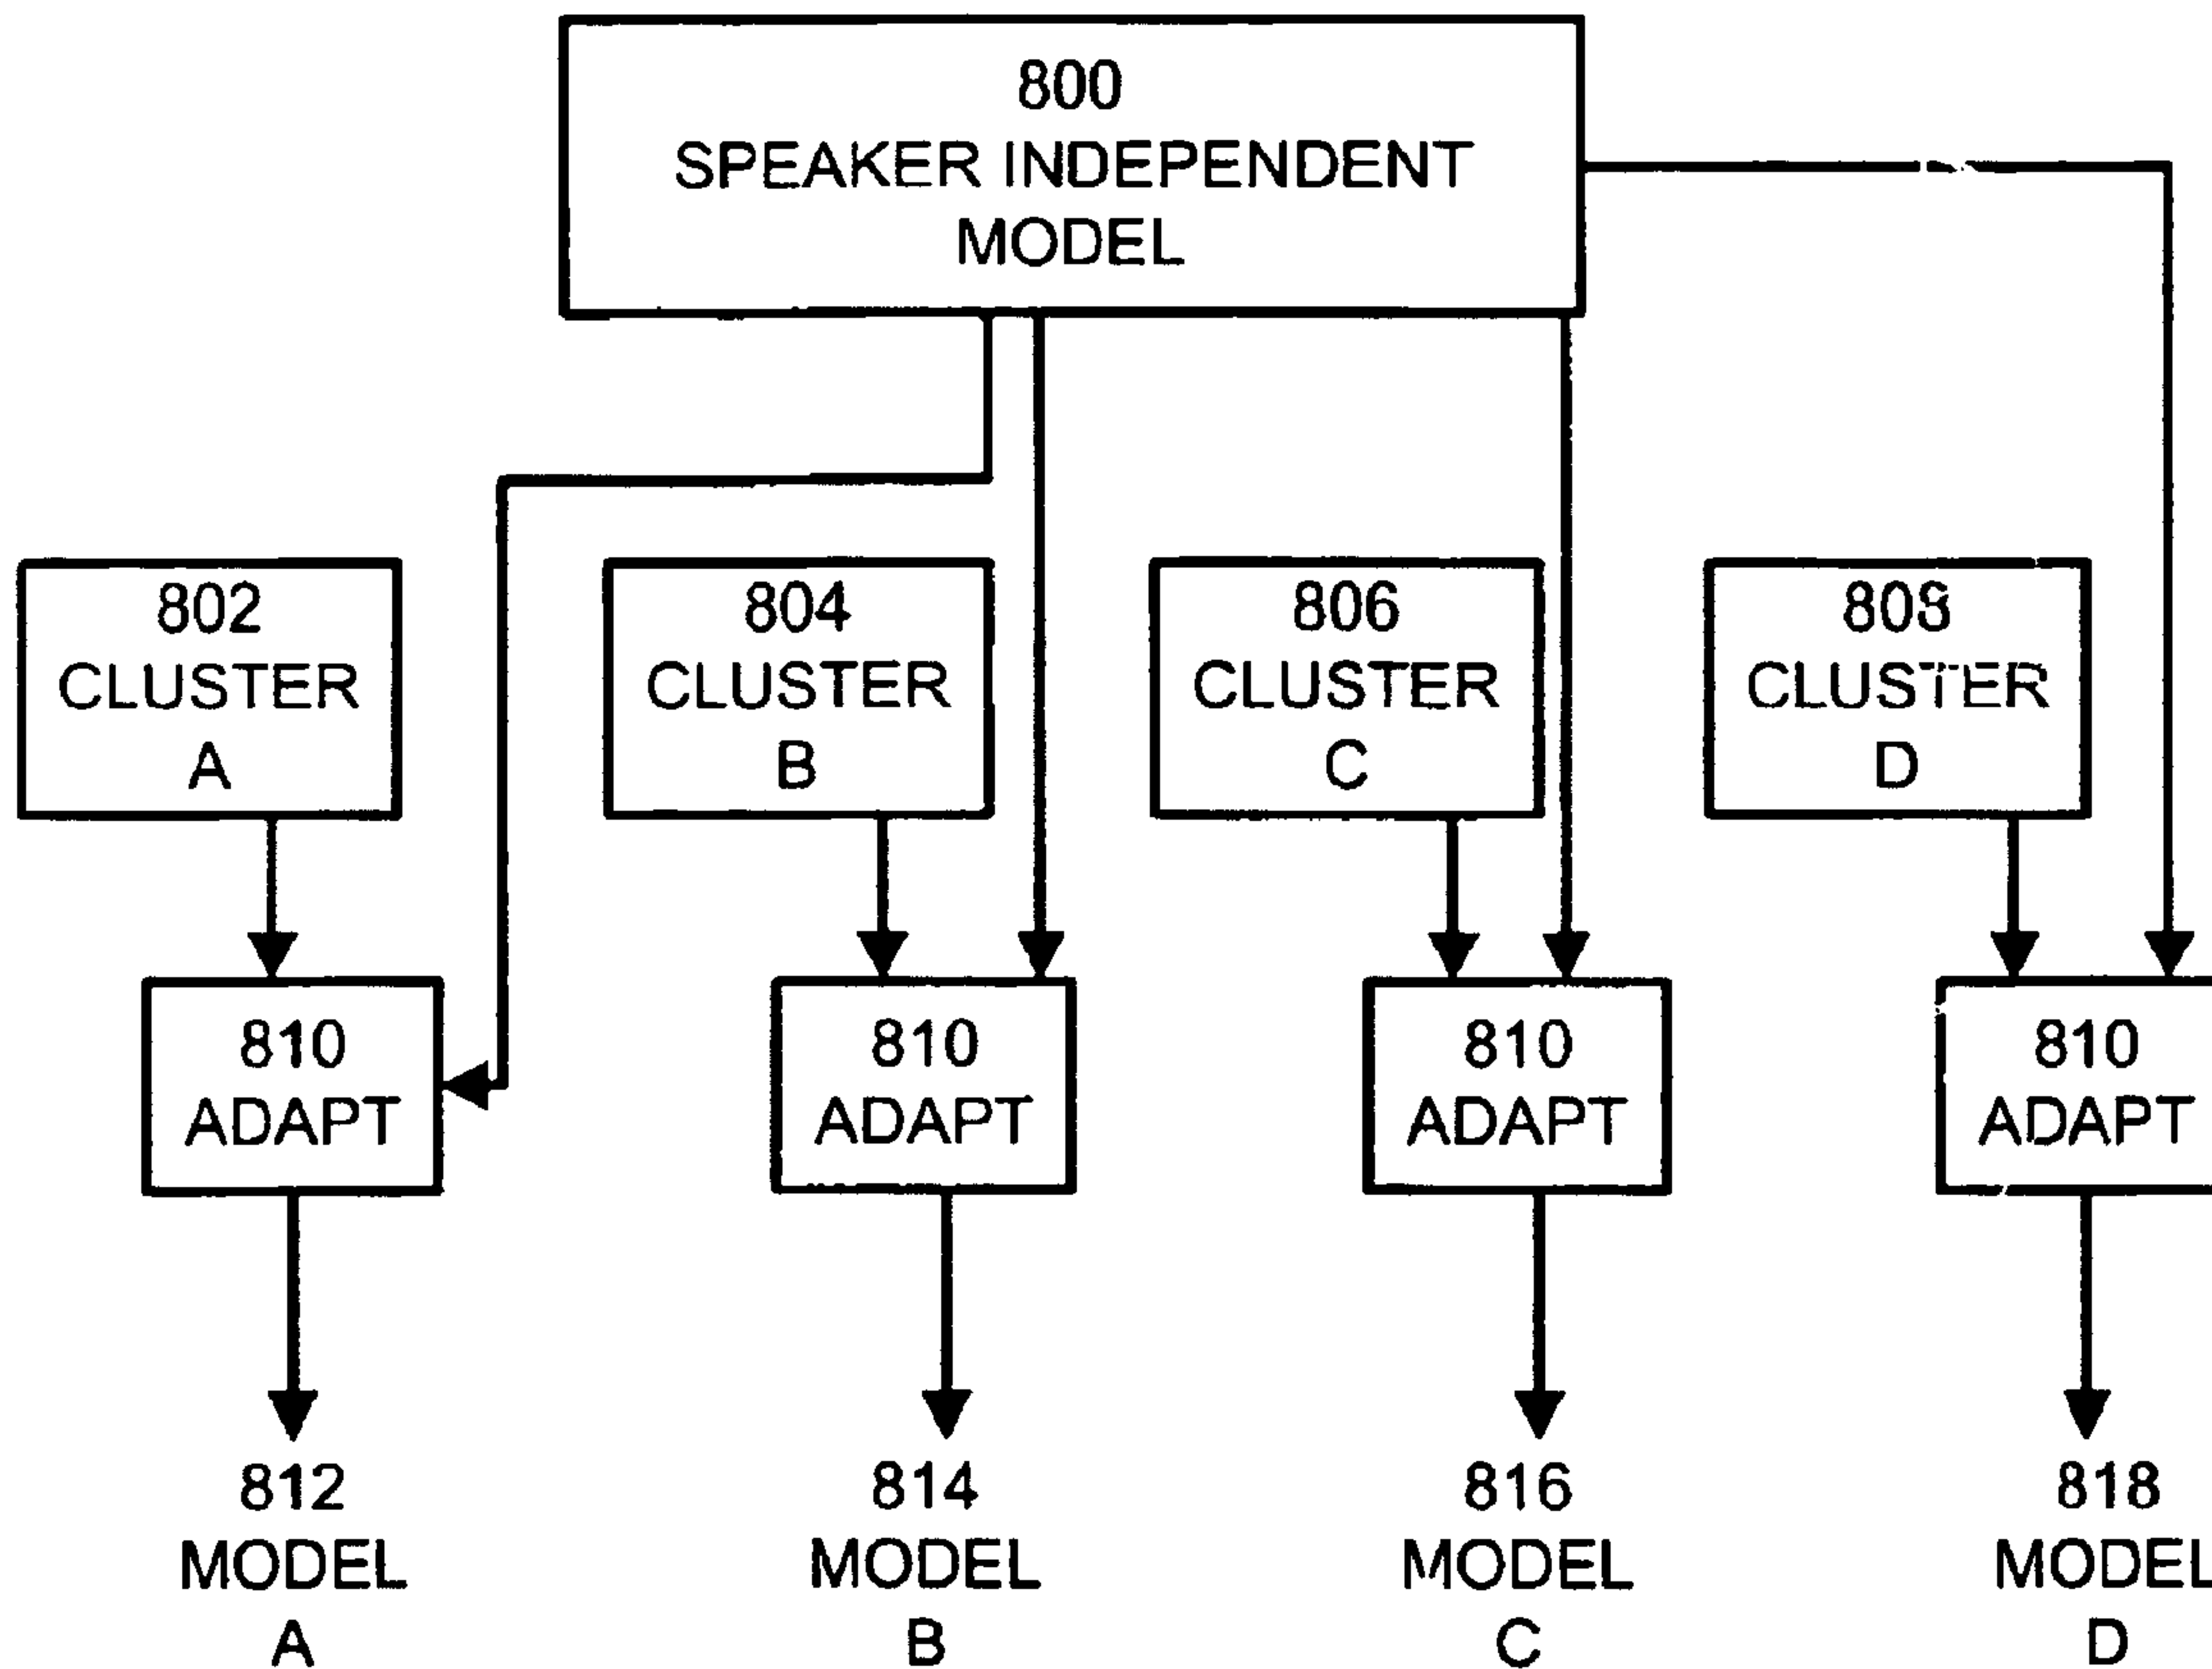 800
SPEAKER INDEPENDENT
MODEL
802
CLUSTER
A
804
CLUSTER
B
806
CLUSTER
C
808
CLUSTER
D
810
ADAPT
810
ADAPT
810
ADAPT
810
ADAPT
812
MODEL
A
814
MODEL
B
816
MODEL
C
818
MODEL
D